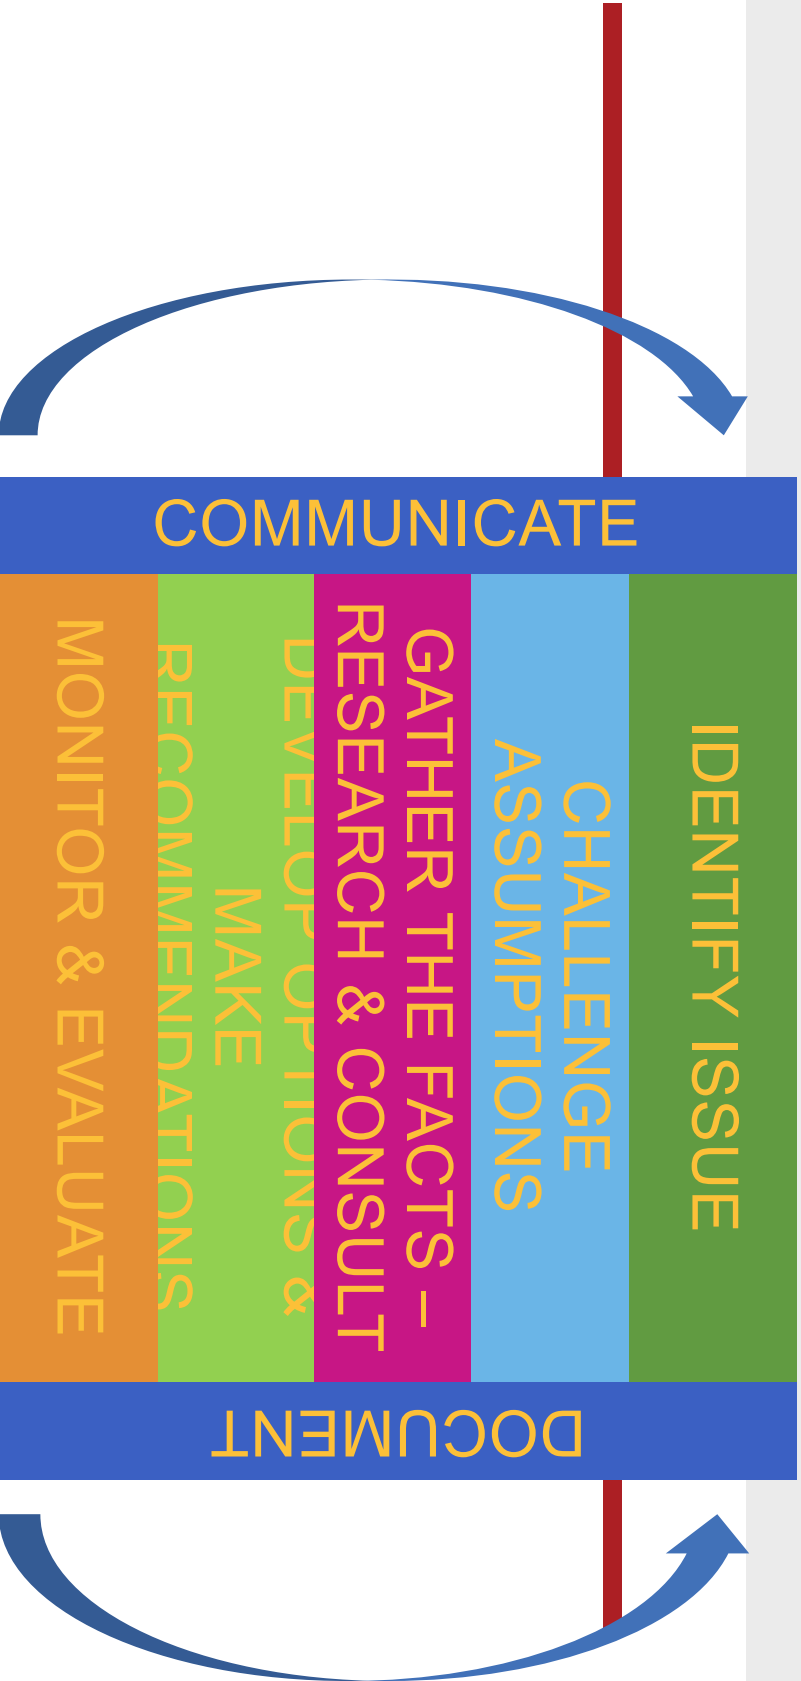 COMMUNICATE
IDENTIFY ISSUE
CHALLENGE
ASSUMPTIONS
GATHER THE FACTS –
RESEARCH & CONSULT
DEVELOP OPTIONS &
MAKE
RECOMMENDATIONS
MONITOR & EVALUATE
DOCUMENT